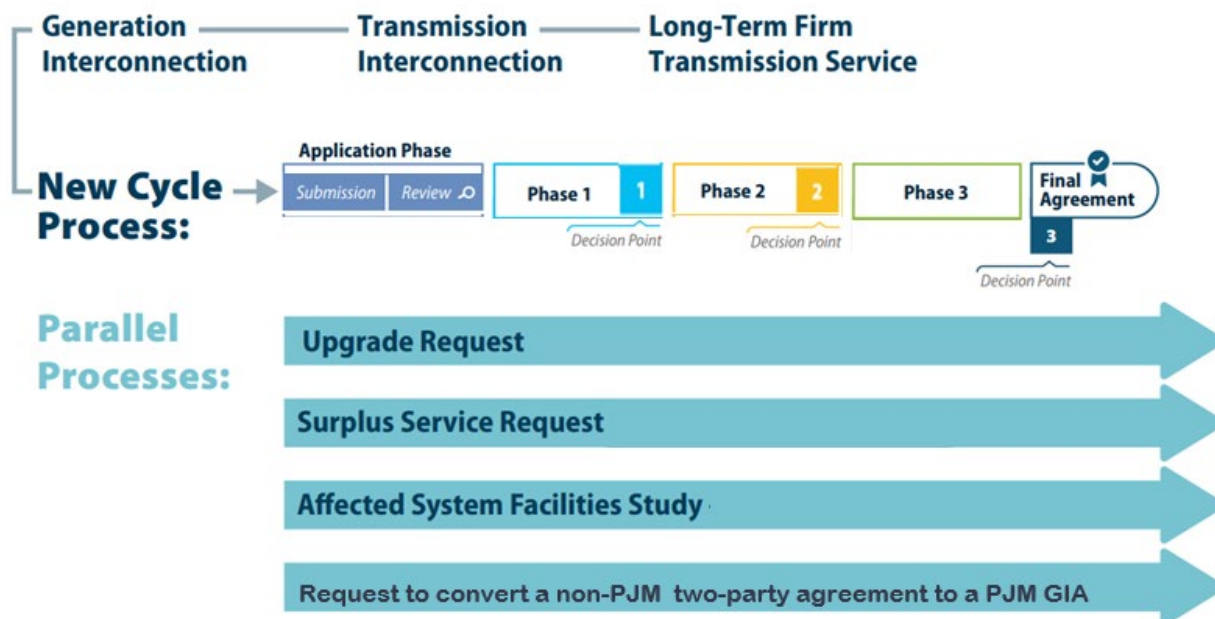 Generation Interconnection
Transmission Interconnection
Long-Term Firm Transmission Service
New Cycle Process:
Application Phase
Submission
Review
Phase 1
1
Decision Point
Phase 2
2
Decision Point
Phase 3
Final Agreement
3
Decision Point
Parallel Processes:
Upgrade Request
Surplus Service Request
Affected System Facilities Study
Request to convert a non-PJM two-party agreement to a PJM GIA